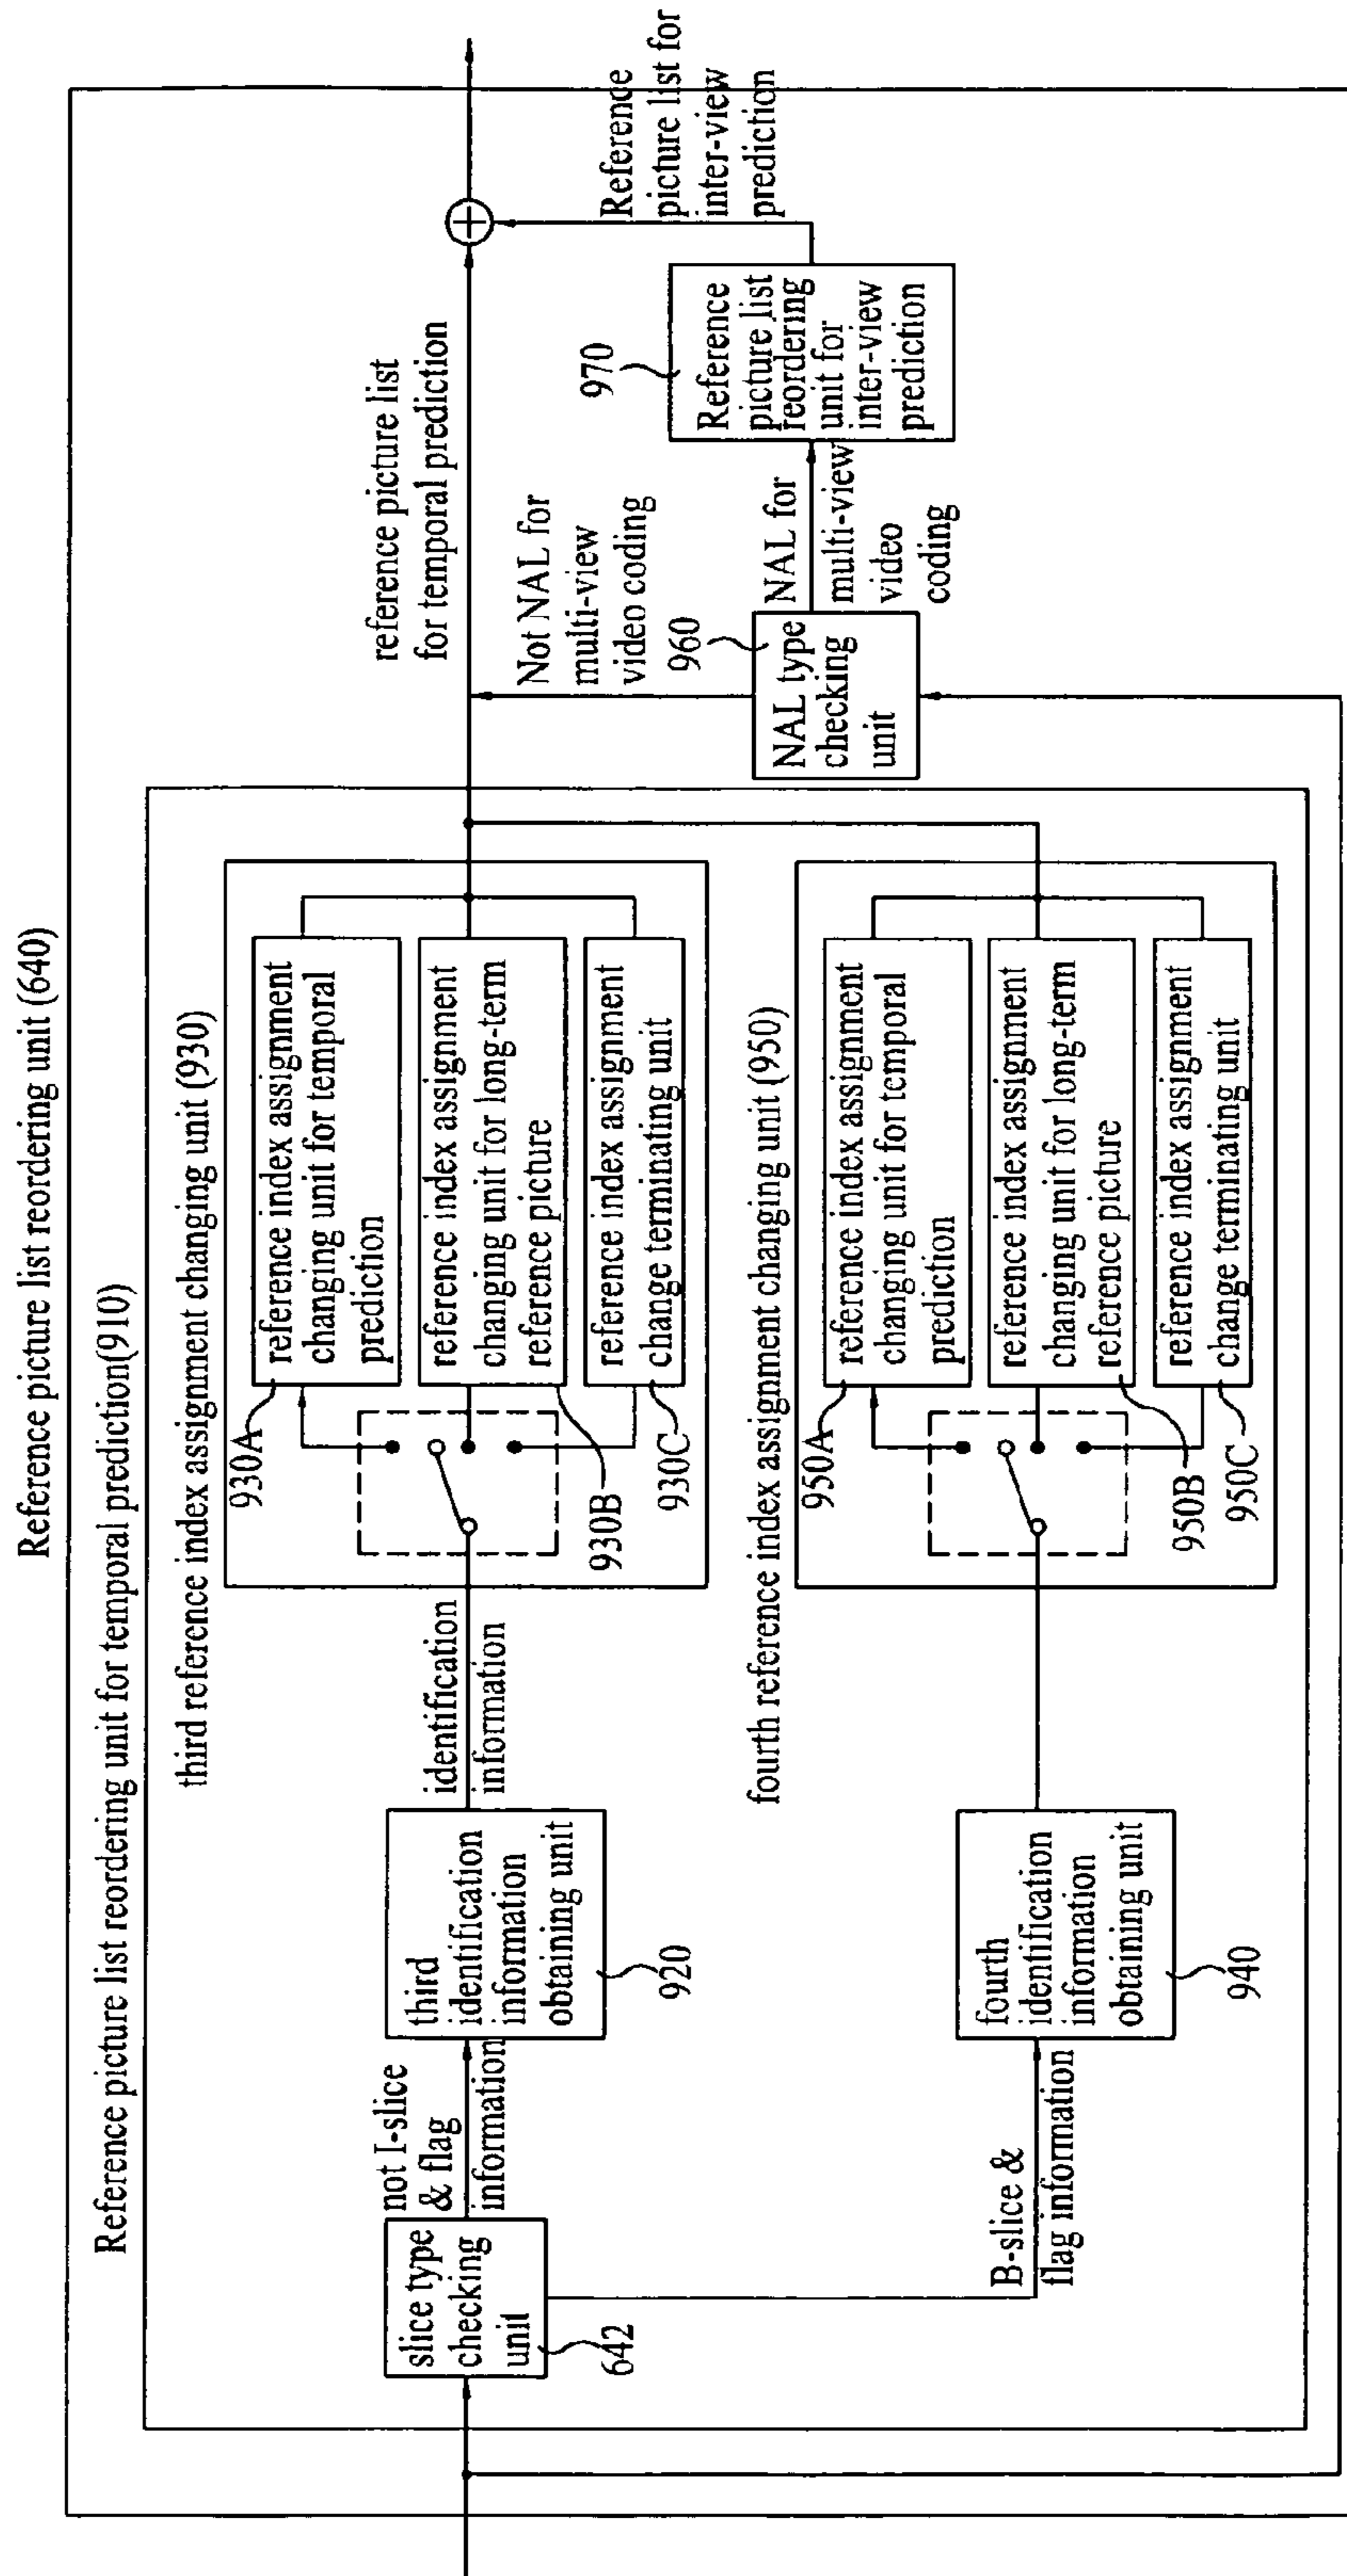 Reference picture list reordering unit (640)
Reference picture list reordering unit for temporal prediction(910)
third reference index assignment changing unit (930)
slice type
checking
unit
642
not I-slice
& flag
information
third
identification
information
obtaining unit
920
identification
information
930A
930B
930C
reference index assignment
changing unit for temporal
prediction
reference index assignment
changing unit for long-term
reference picture
reference index assignment
change terminating unit
B-slice &
flag information
fourth
identification
information
obtaining unit
940
fourth reference index assignment changing unit (950)
950A
950B
950C
reference index assignment
changing unit for temporal
prediction
reference index assignment
changing unit for long-term
reference picture
reference index assignment
change terminating unit
reference picture list
for temporal prediction
Not NAL for
multi-view
video coding
960
NAL type
checking
unit
NAL for
multi-view
video
coding
970
Reference
picture list
reordering
unit for
inter-view
prediction
Reference
picture list for
inter-view
prediction